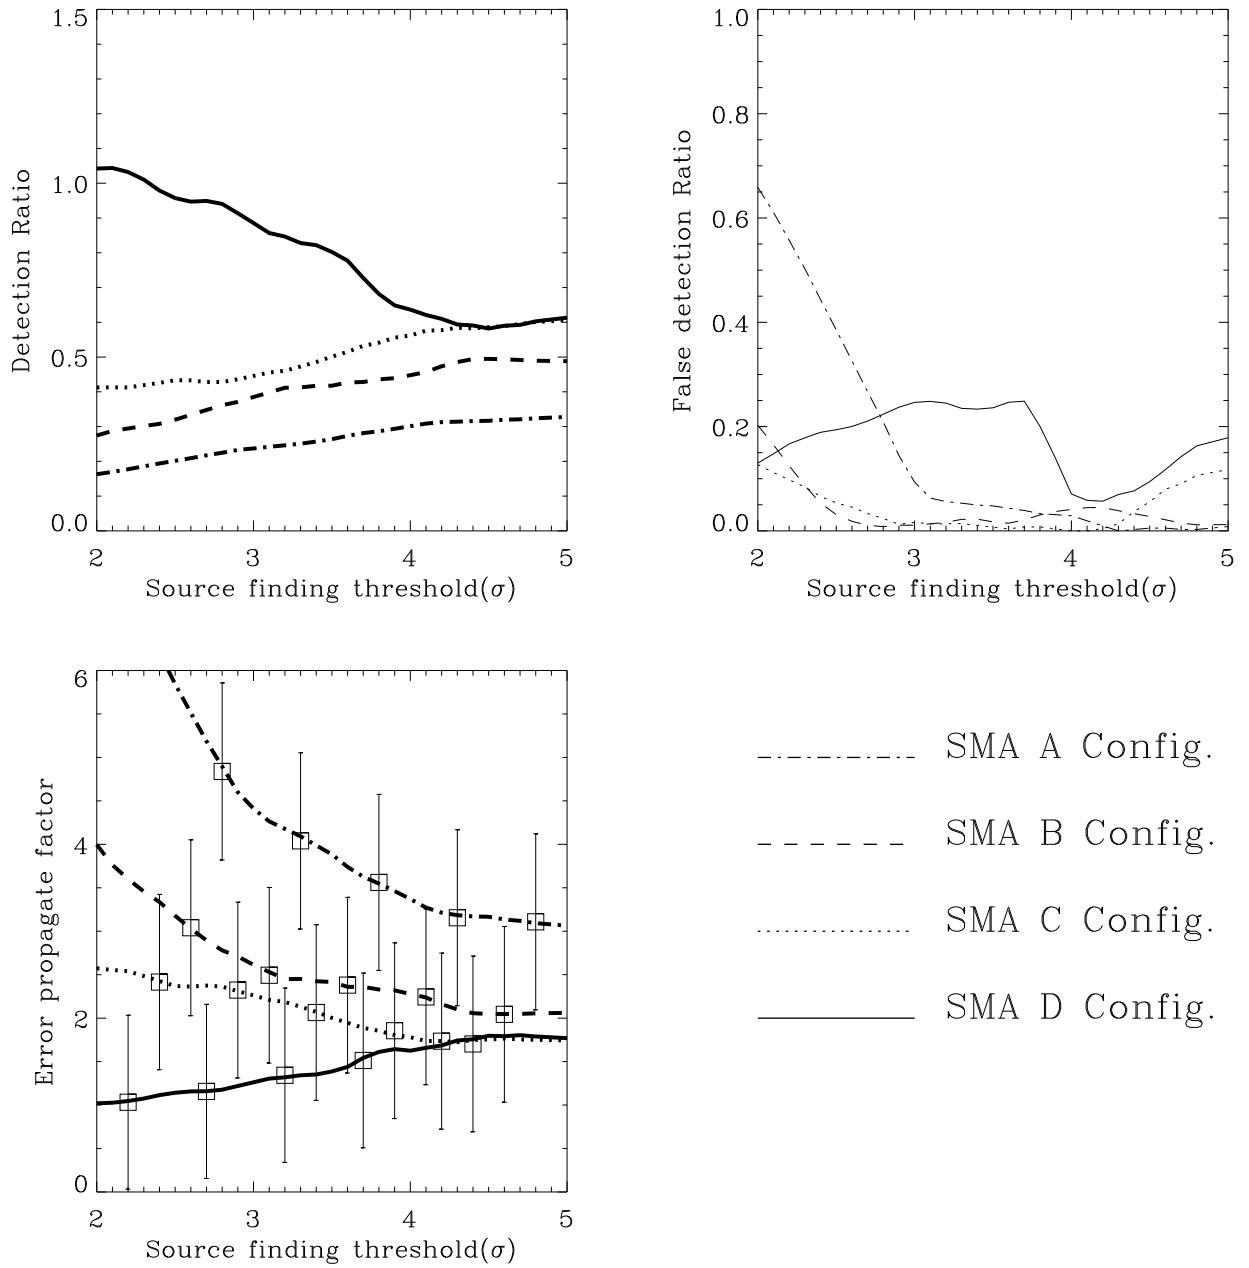 Detection Ratio
1.5
1.0
0.5
0.0
2 3 4 5
Source finding threshold(σ)
False detection Ratio
1.0
0.8
0.6
0.4
0.2
0.0
2 3 4 5
Source finding threshold(σ)
Error propagate factor
6
4
2
0
2 3 4 5
Source finding threshold(σ)
SMA A Config.
SMA B Config.
SMA C Config.
SMA D Config.